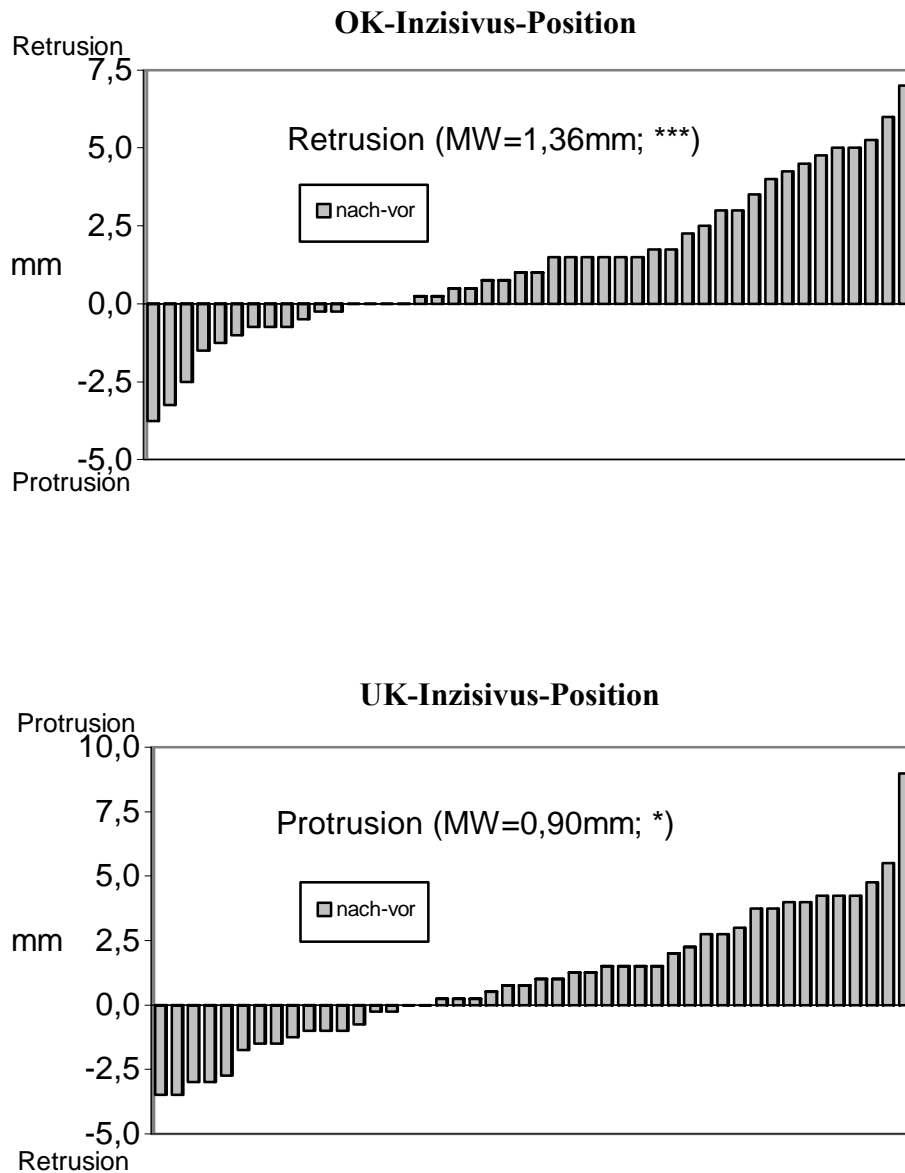 OK-Inzisivus-Position
Retrusion
7,5
Retrusion (MW=1,36mm; ***)
5,0
nach-vor
2,5
mm
0,0
-2,5
-5,0
Protrusion
UK-Inzisivus-Position
Protrusion
10,0
7,5
Protrusion (MW=0,90mm; *)
5,0
nach-vor
mm
2,5
0,0
-2,5
-5,0
Retrusion